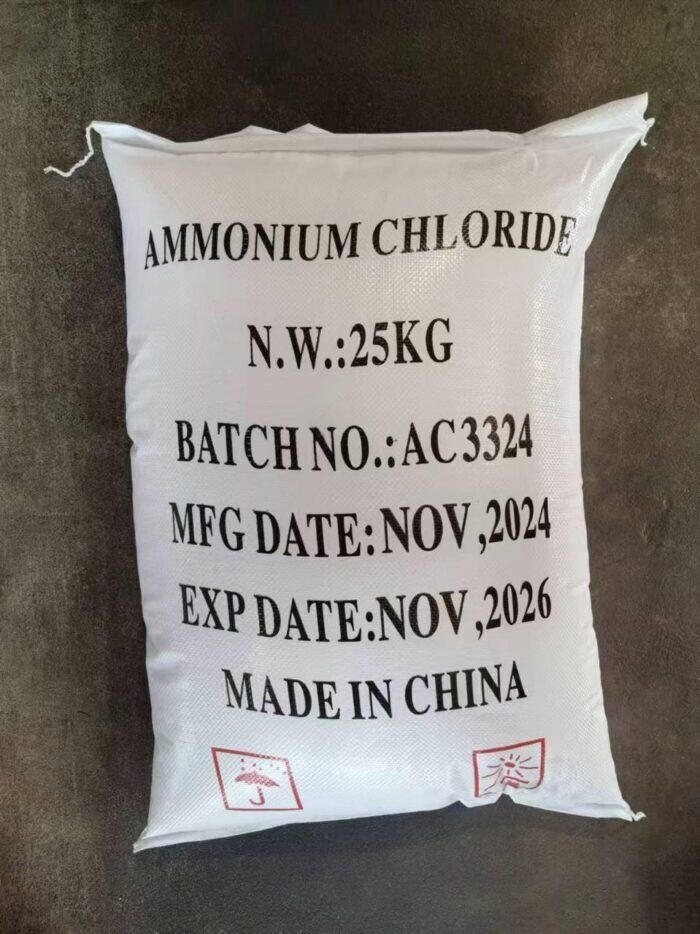 AMMONIUM CHLORIDE
N.W.:25KG
BATCH NO.:AC3324
MFG DATE:NOV,2024
EXP DATE:NOV,2026
MADE IN CHINA